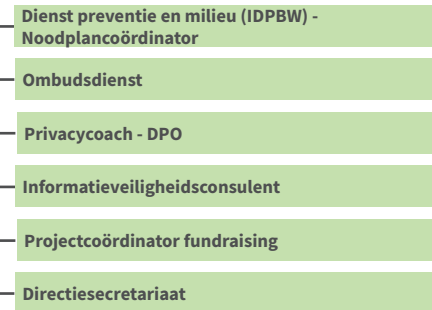 Dienst preventie en milieu (IDPBW) -
Noodplancoördinator
Ombudsdienst
Privacycoach - DPO
Informatieveiligheidsconsulent
Projectcoördinator fundraising
Directiesecretariaat